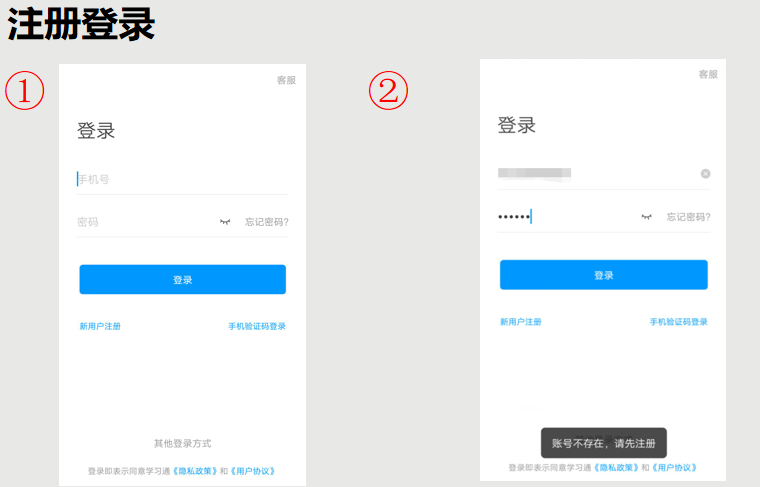 注册登录
①
客服
登录
手机号
密码 忘记密码?
登录
新用户注册 手机验证码登录
其他登录方式
登录即表示同意学习通《隐私政策》和《用户协议》
②
客服
登录
•••••• 忘记密码?
登录
新用户注册 手机验证码登录
账号不存在，请先注册
登录即表示同意学习通《隐私政策》和《用户协议》